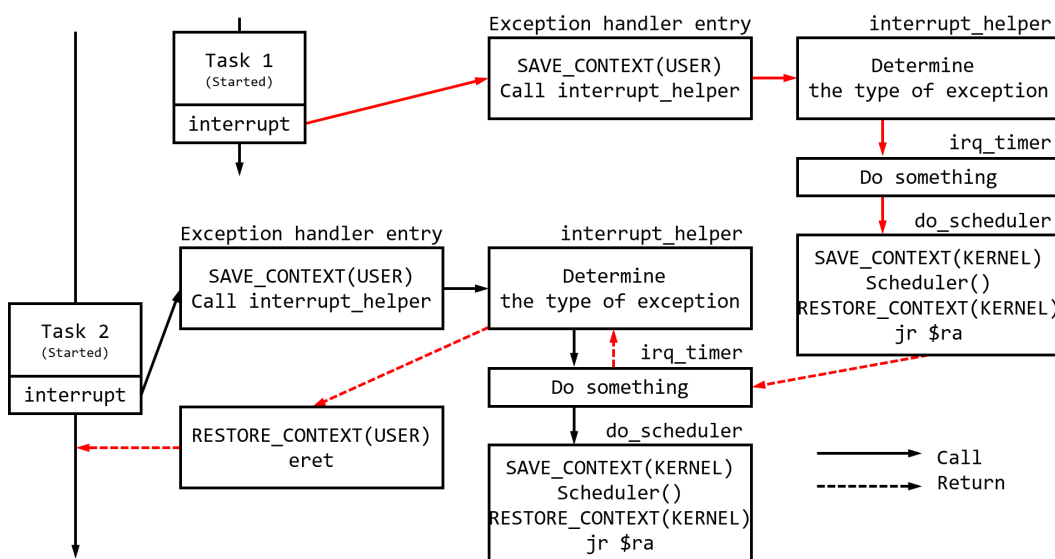 Exception handler entry
interrupt_helper
Task 1
(Started)
interrupt
SAVE_CONTEXT(USER)
Call interrupt_helper
Determine
the type of exception
irq_timer
Do something
do_scheduler
SAVE_CONTEXT(KERNEL)
Scheduler()
RESTORE_CONTEXT(KERNEL)
jr $ra
Exception handler entry
interrupt_helper
SAVE_CONTEXT(USER)
Call interrupt_helper
Determine
the type of exception
Task 2
(Started)
interrupt
irq_timer
Do something
RESTORE_CONTEXT(USER)
eret
do_scheduler
SAVE_CONTEXT(KERNEL)
Scheduler()
RESTORE_CONTEXT(KERNEL)
jr $ra
Call
Return